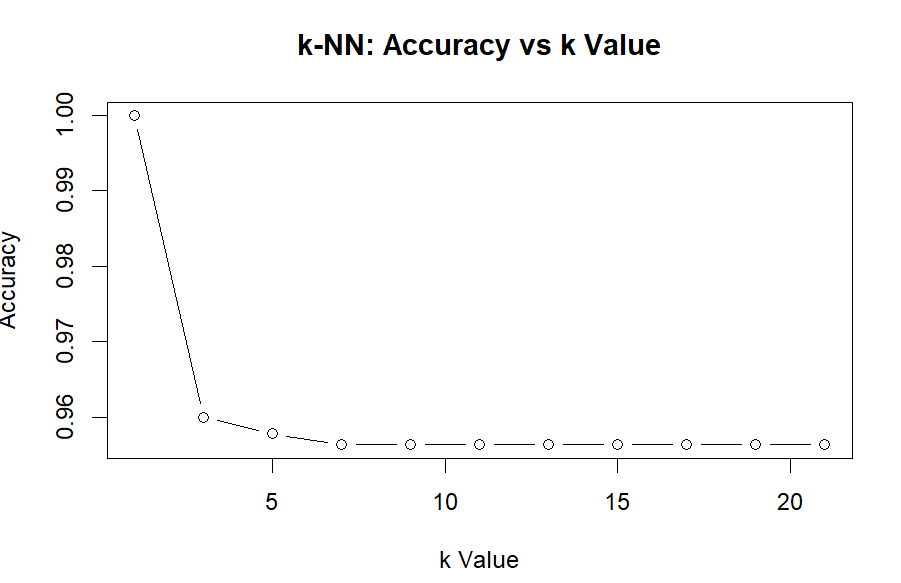 k-NN: Accuracy vs k Value
Accuracy
1.00
0.99
0.98
0.97
0.96
5 10 15 20
k Value